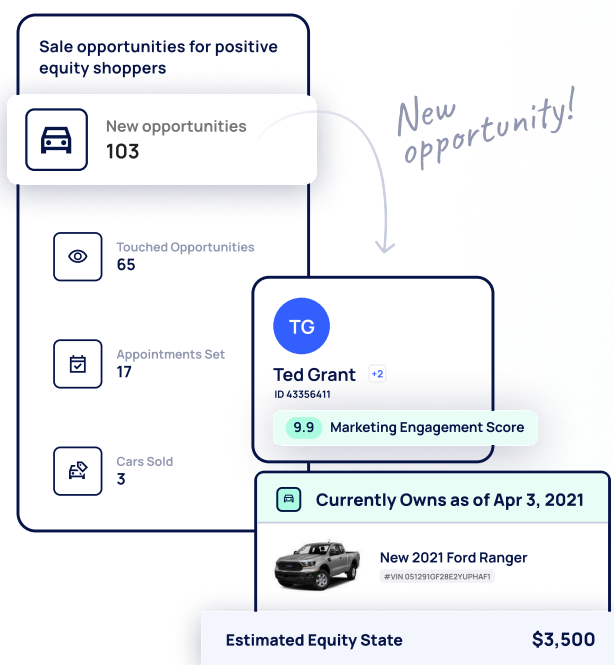 Sale opportunities for positive
equity shoppers
New opportunities
103
New
opportunity!
Touched Opportunities
65
Appointments Set
17
Cars Sold
3
TG
Ted Grant +2
ID 43356411
9.9 Marketing Engagement Score
Currently Owns as of Apr 3, 2021
New 2021 Ford Ranger
#VIN 051291GF28E2YUPHAF1
Estimated Equity State $3,500